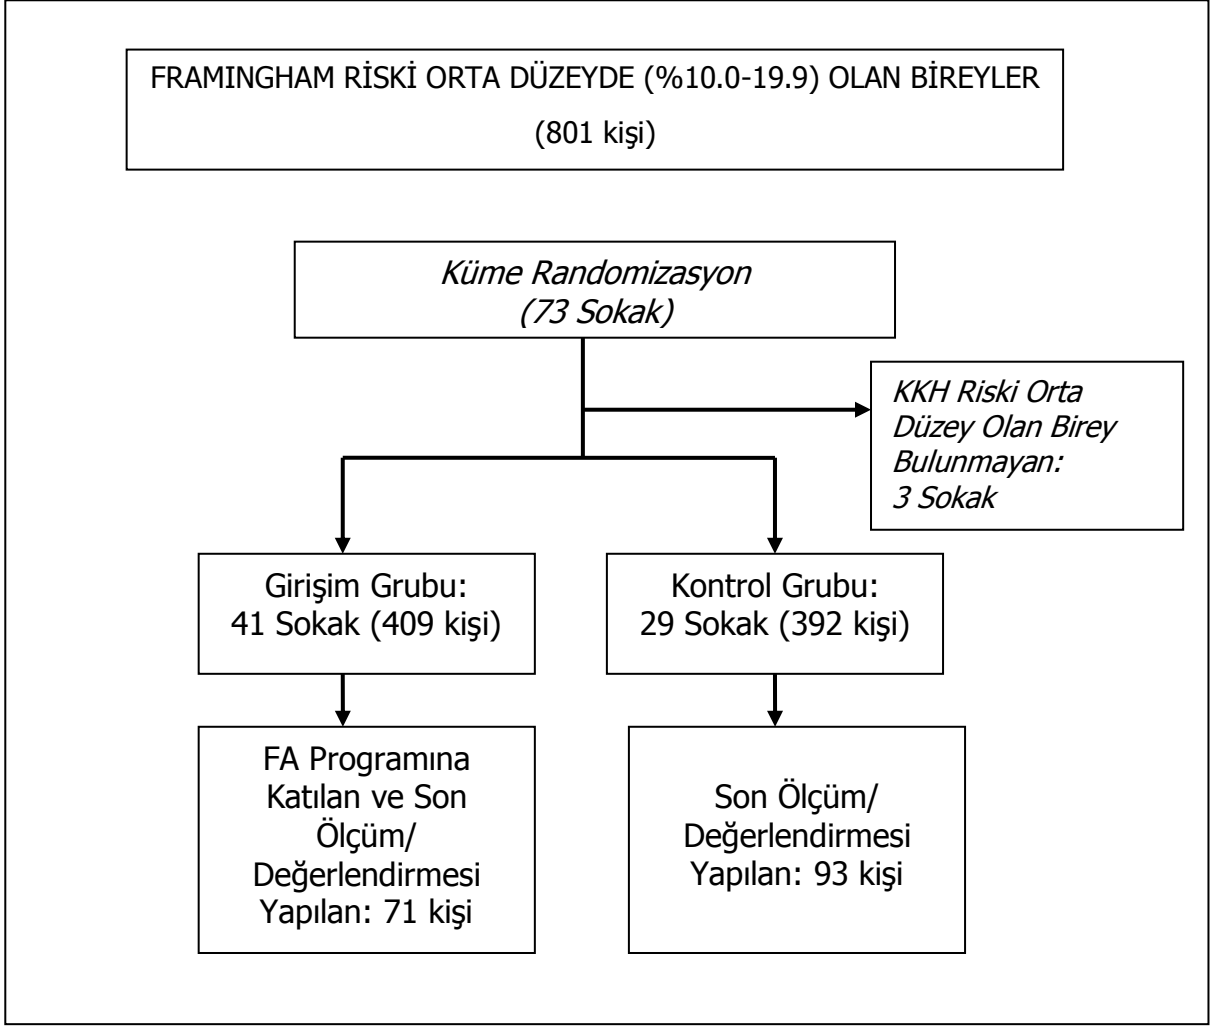 FRAMINGHAM RİSKİ ORTA DÜZEYDE (%10.0-19.9) OLAN BİREYLER
(801 kişi)
Küme Randomizasyon
(73 Sokak)
KKH Riski Orta
Düzey Olan Birey
Bulunmayan:
3 Sokak
Girişim Grubu:
41 Sokak (409 kişi)
Kontrol Grubu:
29 Sokak (392 kişi)
FA Programına
Katılan ve Son
Ölçüm/
Değerlendirmesi
Yapılan: 71 kişi
Son Ölçüm/
Değerlendirmesi
Yapılan: 93 kişi